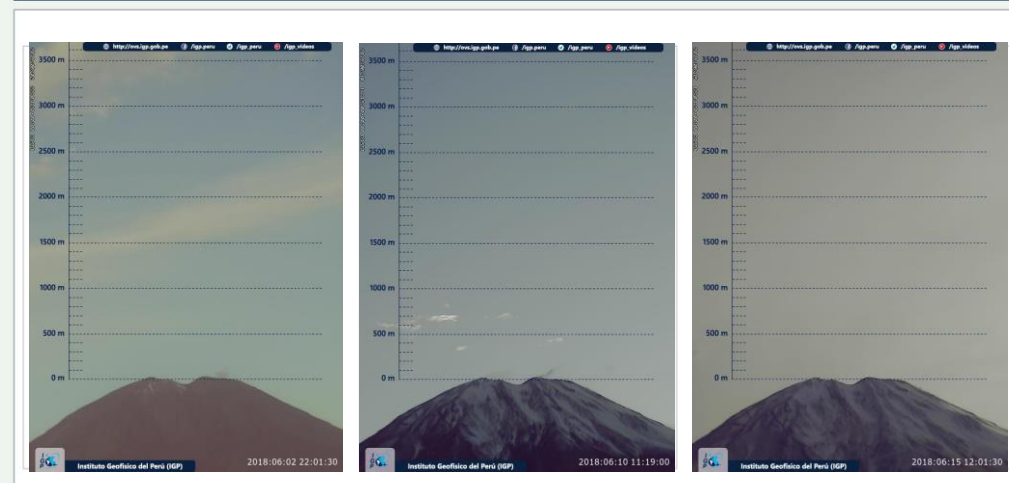 http://ovs.igp.gob.pe /igp.peru /igp_peru /igp_videos
3500 m
3000 m
2500 m
2000 m
1500 m
1000 m
500 m
0 m
Instituto Geofísico del Perú (IGP)
2018:06:02 22:01:30
http://ovs.igp.gob.pe /igp.peru /igp_peru /igp_videos
3500 m
3000 m
2500 m
2000 m
1500 m
1000 m
500 m
0 m
Instituto Geofísico del Perú (IGP)
2018:06:10 11:19:00
http://ovs.igp.gob.pe /igp.peru /igp_peru /igp_videos
3500 m
3000 m
2500 m
2000 m
1500 m
1000 m
500 m
0 m
Instituto Geofísico del Perú (IGP)
2018:06:15 12:01:30